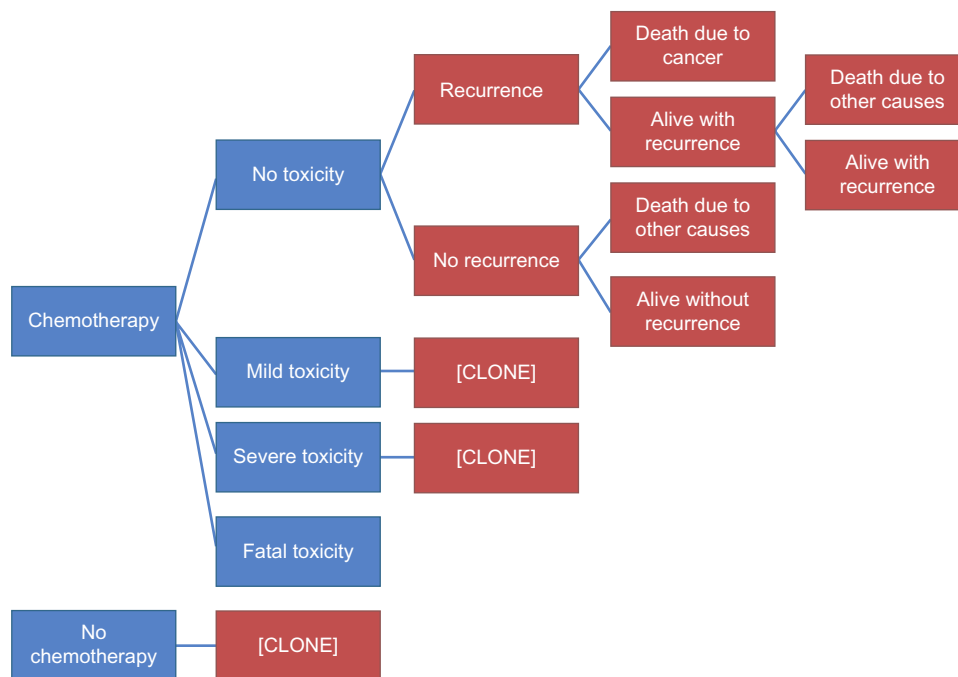 Death due to
cancer
Death due to
other causes
Recurrence
Alive with
recurrence
No toxicity
Alive with
recurrence
Death due to
other causes
No recurrence
Alive without
recurrence
Chemotherapy
Mild toxicity
[CLONE]
Severe toxicity
[CLONE]
Fatal toxicity
No
chemotherapy
[CLONE]